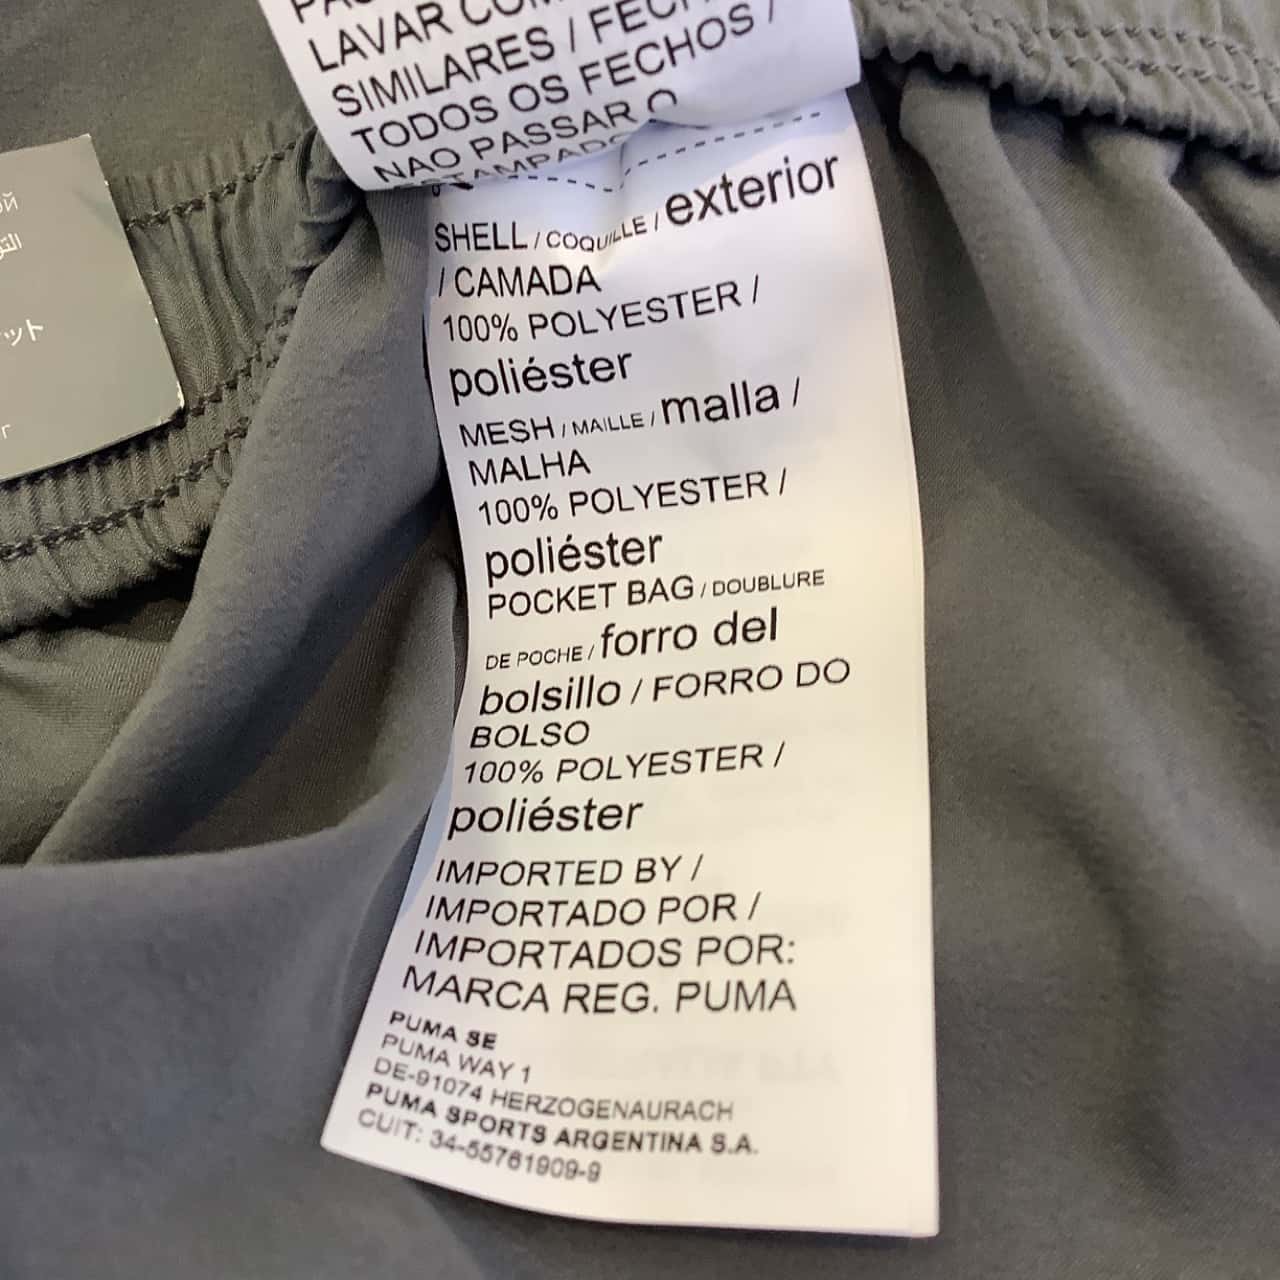 LAVAR COM
SIMILARES / FECH
TODOS OS FECHOS /
NAO PASSAR O
ESTAMPADO
SHELL / COQUILLE / exterior
/ CAMADA
100% POLYESTER /
poliéster
MESH / MAILLE / malla /
MALHA
100% POLYESTER /
poliéster
POCKET BAG / DOUBLURE
DE POCHE / forro del
bolsillo / FORRO DO
BOLSO
100% POLYESTER /
poliéster
IMPORTED BY /
IMPORTADO POR /
IMPORTADOS POR:
MARCA REG. PUMA
PUMA SE
PUMA WAY 1
DE-91074 HERZOGENAURACH
PUMA SPORTS ARGENTINA S.A.
CUIT: 34-55761909-9